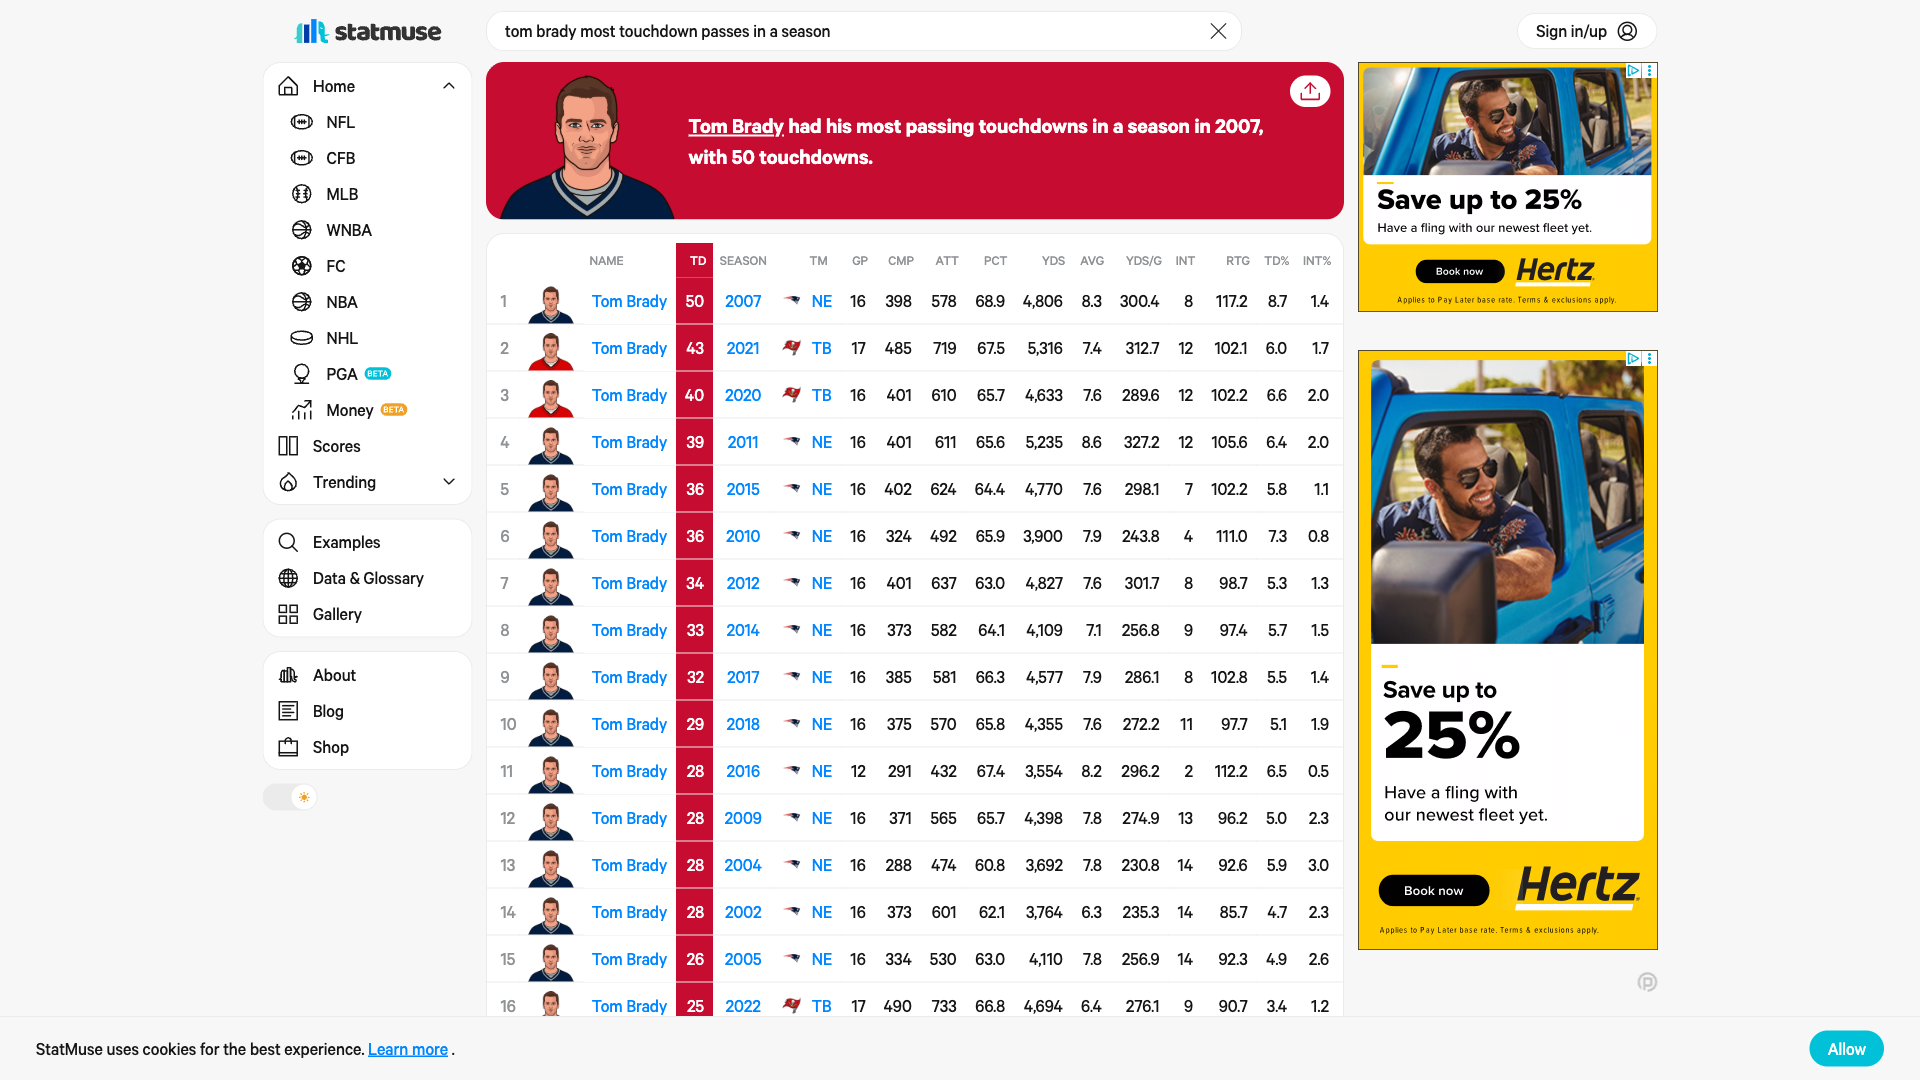 statmuse
tom brady most touchdown passes in a season
Sign in/up
Home
NFL
CFB
MLB
WNBA
FC
NBA
NHL
PGA BETA
Money BETA
Scores
Trending
Examples
Data & Glossary
Gallery
About
Blog
Shop
Tom Brady had his most passing touchdowns in a season in 2007,
with 50 touchdowns.
NAME TD SEASON TM GP CMP ATT PCT YDS AVG YDS/G INT RTG TD% INT%
1 Tom Brady 50 2007 NE 16 398 578 68.9 4,806 8.3 300.4 8 117.2 8.7 1.4
2 Tom Brady 43 2021 TB 17 485 719 67.5 5,316 7.4 312.7 12 102.1 6.0 1.7
3 Tom Brady 40 2020 TB 16 401 610 65.7 4,633 7.6 289.6 12 102.2 6.6 2.0
4 Tom Brady 39 2011 NE 16 401 611 65.6 5,235 8.6 327.2 12 105.6 6.4 2.0
5 Tom Brady 36 2015 NE 16 402 624 64.4 4,770 7.6 298.1 7 102.2 5.8 1.1
6 Tom Brady 36 2010 NE 16 324 492 65.9 3,900 7.9 243.8 4 111.0 7.3 0.8
7 Tom Brady 34 2012 NE 16 401 637 63.0 4,827 7.6 301.7 8 98.7 5.3 1.3
8 Tom Brady 33 2014 NE 16 373 582 64.1 4,109 7.1 256.8 9 97.4 5.7 1.5
9 Tom Brady 32 2017 NE 16 385 581 66.3 4,577 7.9 286.1 8 102.8 5.5 1.4
10 Tom Brady 29 2018 NE 16 375 570 65.8 4,355 7.6 272.2 11 97.7 5.1 1.9
11 Tom Brady 28 2016 NE 12 291 432 67.4 3,554 8.2 296.2 2 112.2 6.5 0.5
12 Tom Brady 28 2009 NE 16 371 565 65.7 4,398 7.8 274.9 13 96.2 5.0 2.3
13 Tom Brady 28 2004 NE 16 288 474 60.8 3,692 7.8 230.8 14 92.6 5.9 3.0
14 Tom Brady 28 2002 NE 16 373 601 62.1 3,764 6.3 235.3 14 85.7 4.7 2.3
15 Tom Brady 26 2005 NE 16 334 530 63.0 4,110 7.8 256.9 14 92.3 4.9 2.6
16 Tom Brady 25 2022 TB 17 490 733 66.8 4,694 6.4 276.1 9 90.7 3.4 1.2
Save up to 25%
Have a fling with our newest fleet yet.
Book now
Hertz
Applies to Pay Later base rate. Terms & exclusions apply.
Save up to
25%
Have a fling with
our newest fleet yet.
Book now
Hertz
Applies to Pay Later base rate. Terms & exclusions apply.
StatMuse uses cookies for the best experience. Learn more .
Allow